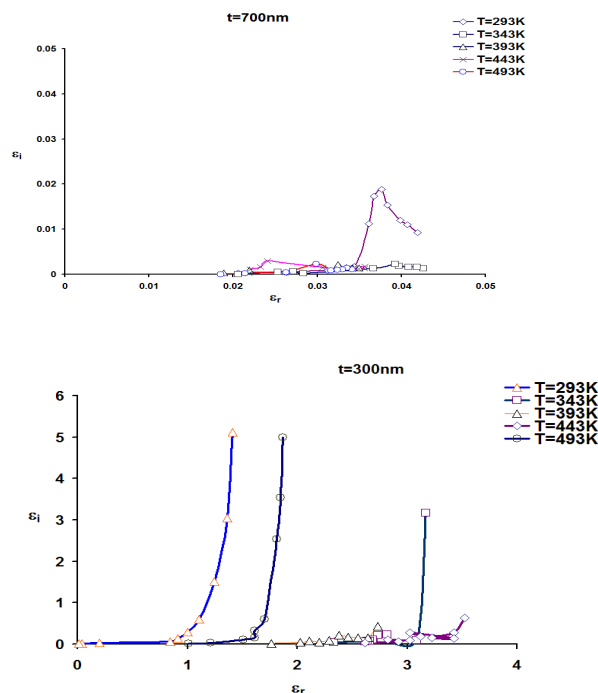 t=700nm
T=293K
T=343K
T=393K
T=443K
T=493K
0.05
0.04
0.03
0.02
0.01
0
εi
0 0.01 0.02 0.03 0.04 0.05
εr
t=300nm
T=293K
T=343K
T=393K
T=443K
T=493K
6
5
4
3
2
1
0
εi
0 1 2 3 4
εr